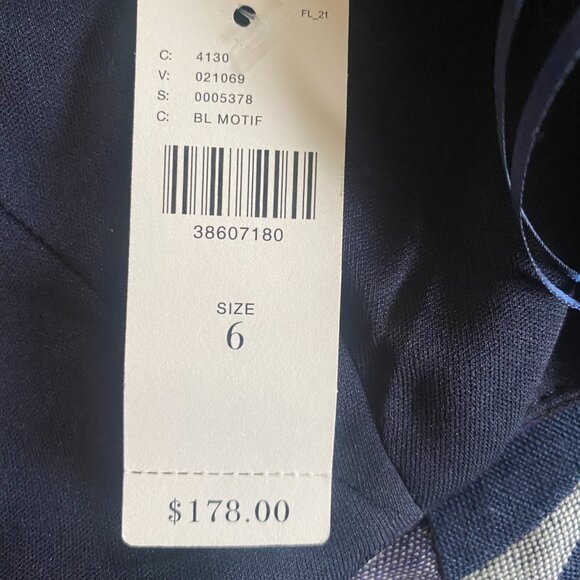 FL_21
C: 4130
V: 021069
S: 0005378
C: BL MOTIF
38607180
SIZE
6
$178.00